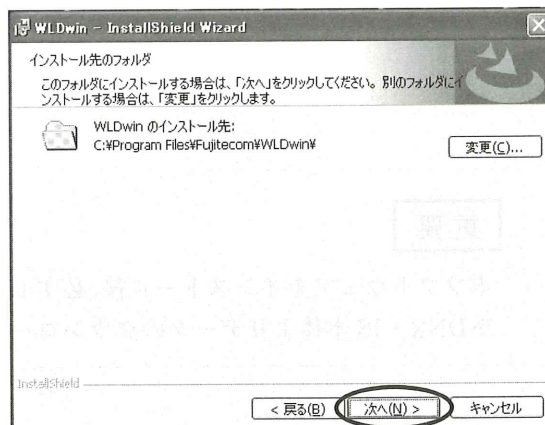 WLDwin - InstallShield Wizard
インストール先のフォルダ
このフォルダにインストールする場合は、「次へ」をクリックしてください。別のフォルダにイ
ンストールする場合は、「変更」をクリックします。
WLDwin のインストール先:
C:¥Program Files¥Fujitecom¥WLDwin¥
変更(C)...
InstallShield
< 戻る(B)
次へ(N) >
キャンセル